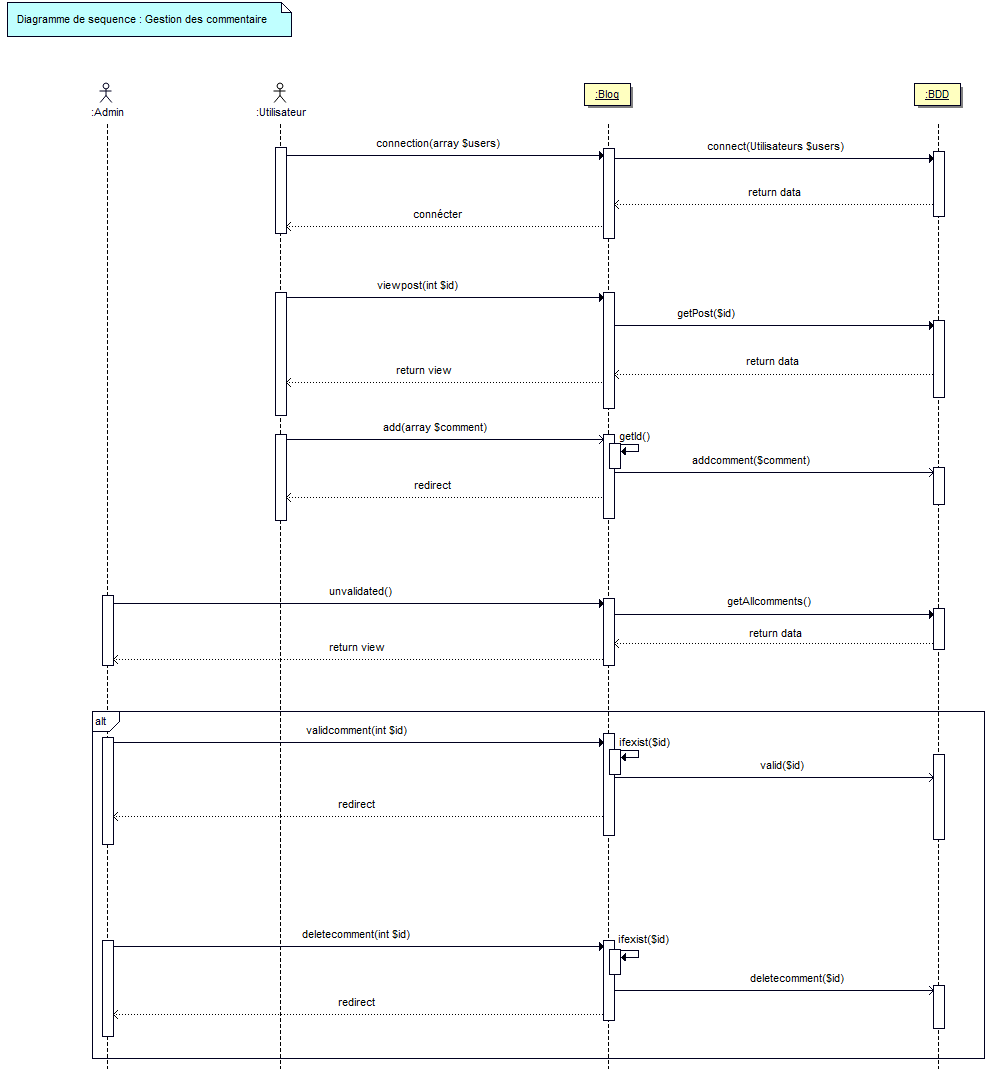 Diagramme de sequence : Gestion des commentaire
:Admin
:Utilisateur
:Blog
:BDD
connection(array $users)
connect(Utilisateurs $users)
return data
connécter
viewpost(int $id)
getPost($id)
return data
return view
add(array $comment)
getId()
addcomment($comment)
redirect
unvalidated()
getAllcomments()
return data
return view
alt
validcomment(int $id)
ifexist($id)
valid($id)
redirect
deletecomment(int $id)
ifexist($id)
deletecomment($id)
redirect